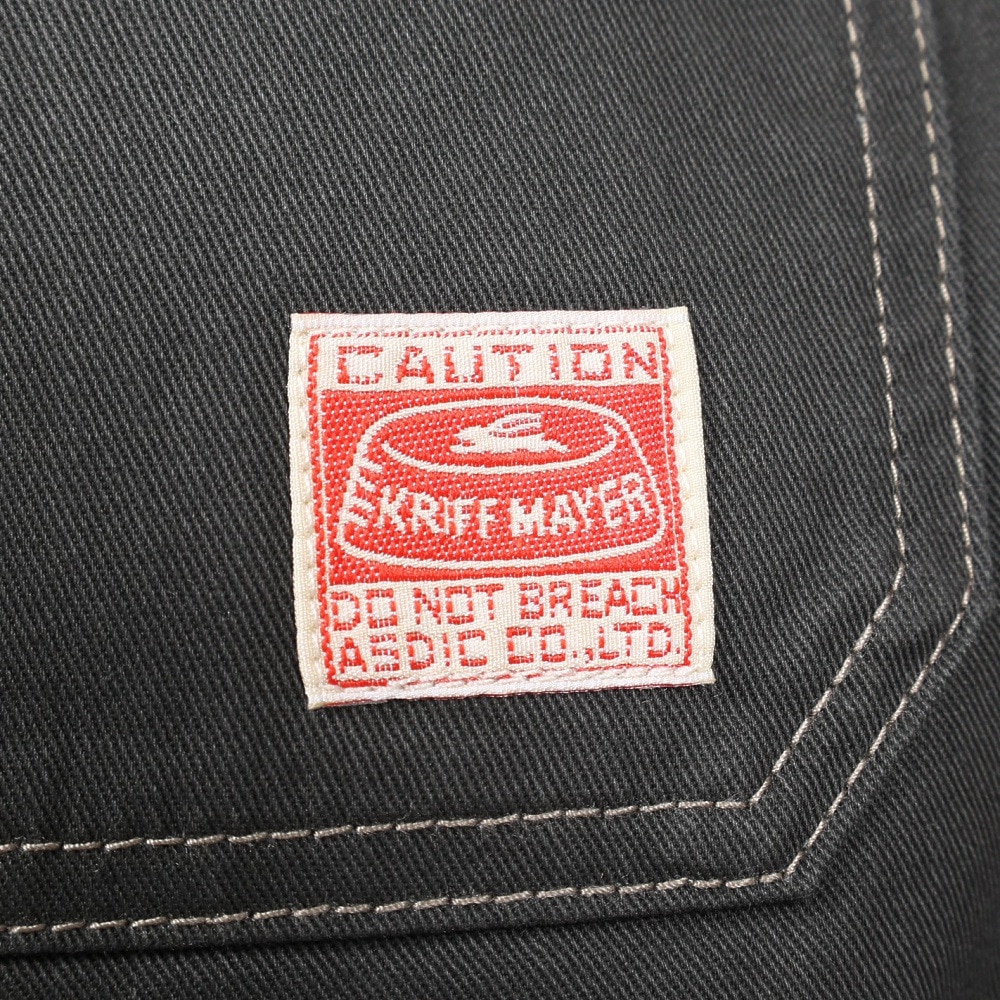 CAUTION
KRIFF MAYER
DO NOT BREACH
ASDIC CO.,LTD.